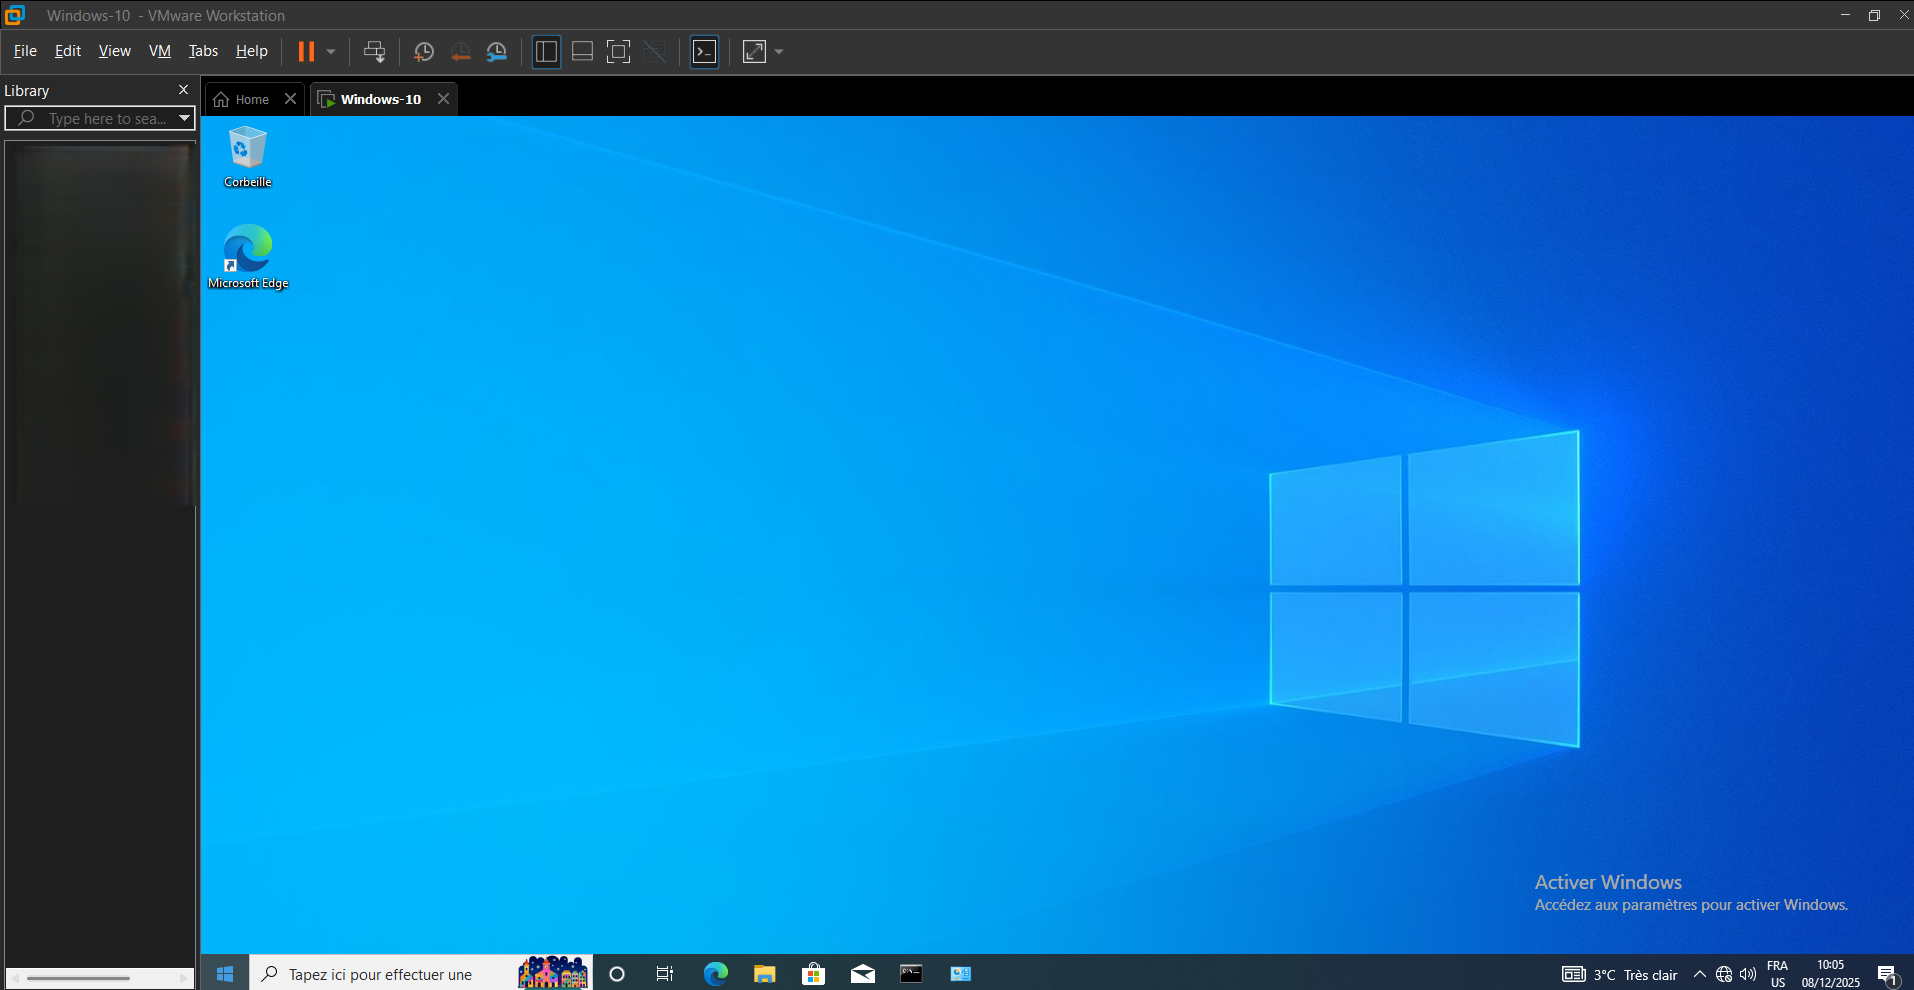 Windows-10 - VMware Workstation
File Edit View VM Tabs Help
Library
Type here to sea...
Home
Windows-10
Corbeille
Microsoft Edge
Activer Windows
Accédez aux paramètres pour activer Windows.
Tapez ici pour effectuer une
3°C Très clair
FRA
US
10:05
08/12/2025
1